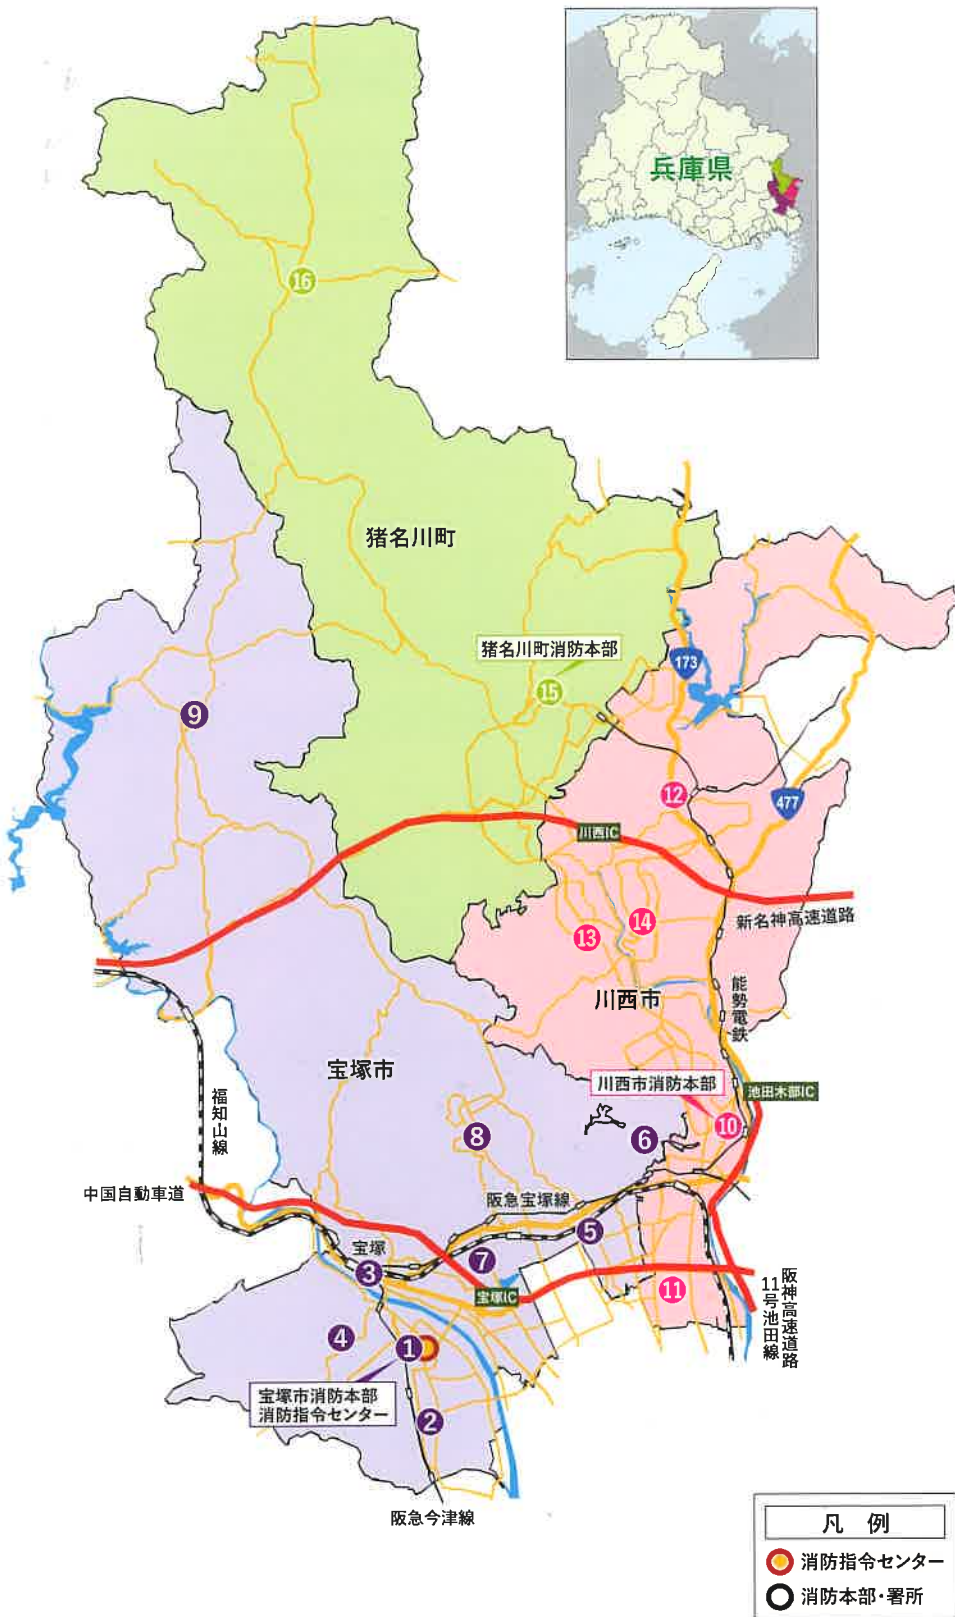 兵庫県
16
猪名川町
猪名川町消防本部
15
173
9
12
477
川西IC
新名神高速道路
13
14
川西市
能勢電鉄
宝塚市
川西市消防本部
池田木部IC
10
福知山線
8
6
中国自動車道
阪急宝塚線
5
宝塚
3
7
宝塚IC
11
阪神高速道路
11号池田線
4
1
宝塚市消防本部
消防指令センター
2
阪急今津線
凡 例
消防指令センター
消防本部・署所